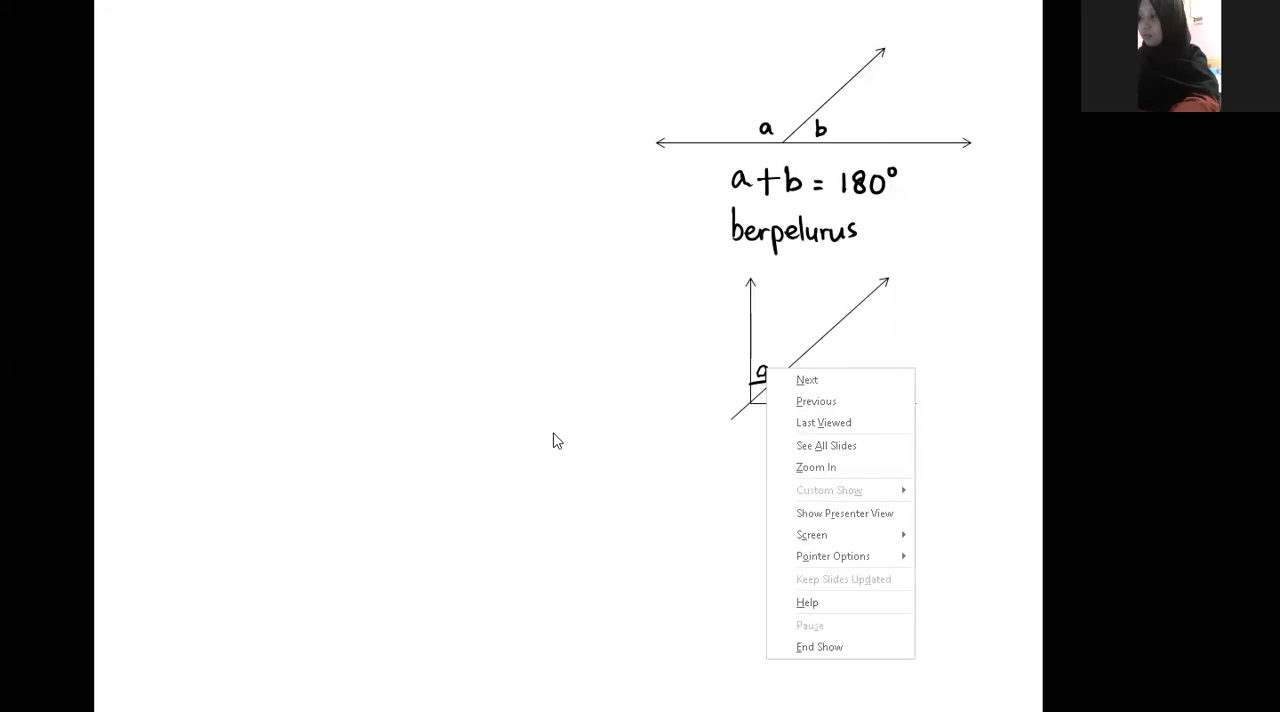 a b
a+b = 180°
berpelurus
a
Next
Previous
Last Viewed
See All Slides
Zoom In
Custom Show
Show Presenter View
Screen
Pointer Options
Keep Slides Updated
Help
Pause
End Show